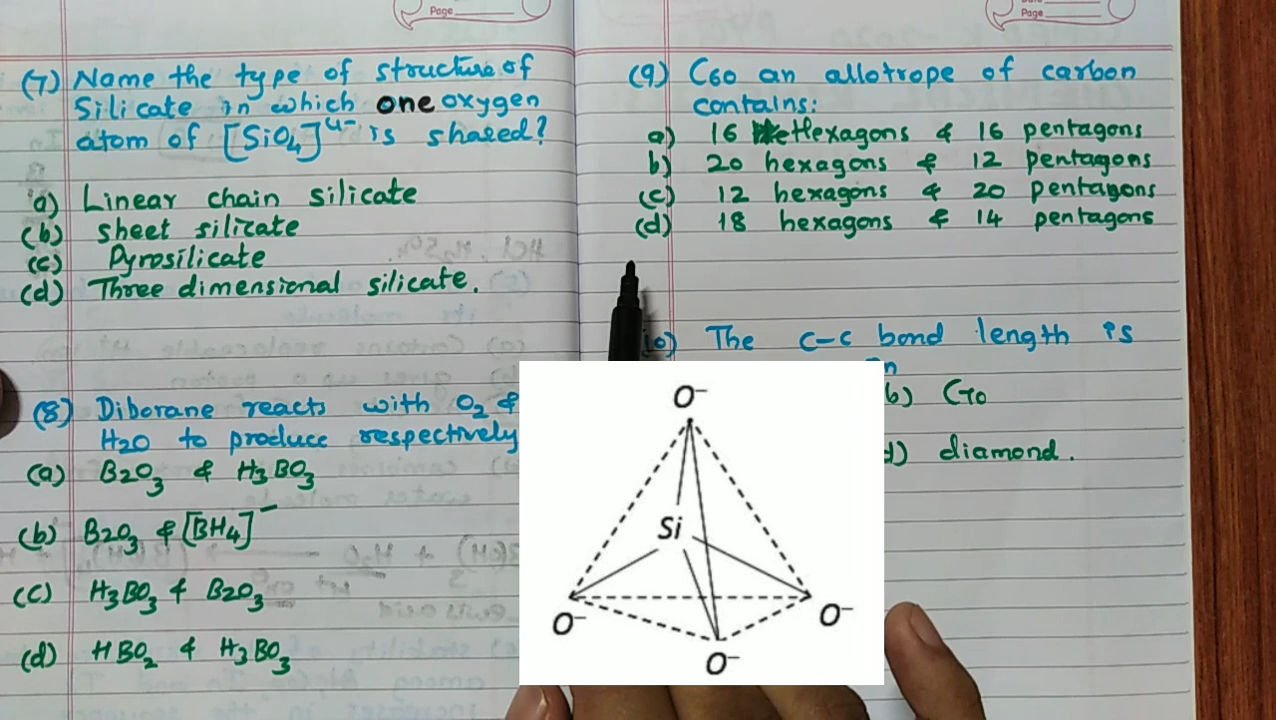 Page
(7) Name the type of structure of
Silicate in which one oxygen
atom of [SiO4]4- is shared?
a) Linear chain silicate
(b) sheet silicate
(c) Pyrosilicate
(d) Three dimensional silicate.
(8) Diborane reacts with O2 &
H2O to produce respectively
(a) B2O3 & H3BO3
(b) B2O3 & [BH4]-
(c) H3BO3 & B2O3
(d) HBO2 & H3BO3
Page
(9) C60 an allotrope of carbon
contains:
a) 16 Hexagons & 16 pentagons
b) 20 hexagons & 12 pentagons
(c) 12 hexagons & 20 pentagons
(d) 18 hexagons & 14 pentagons
10) The C-C bond length is
b) C70
d) diamond.
O-
Si
O-
O-
O-